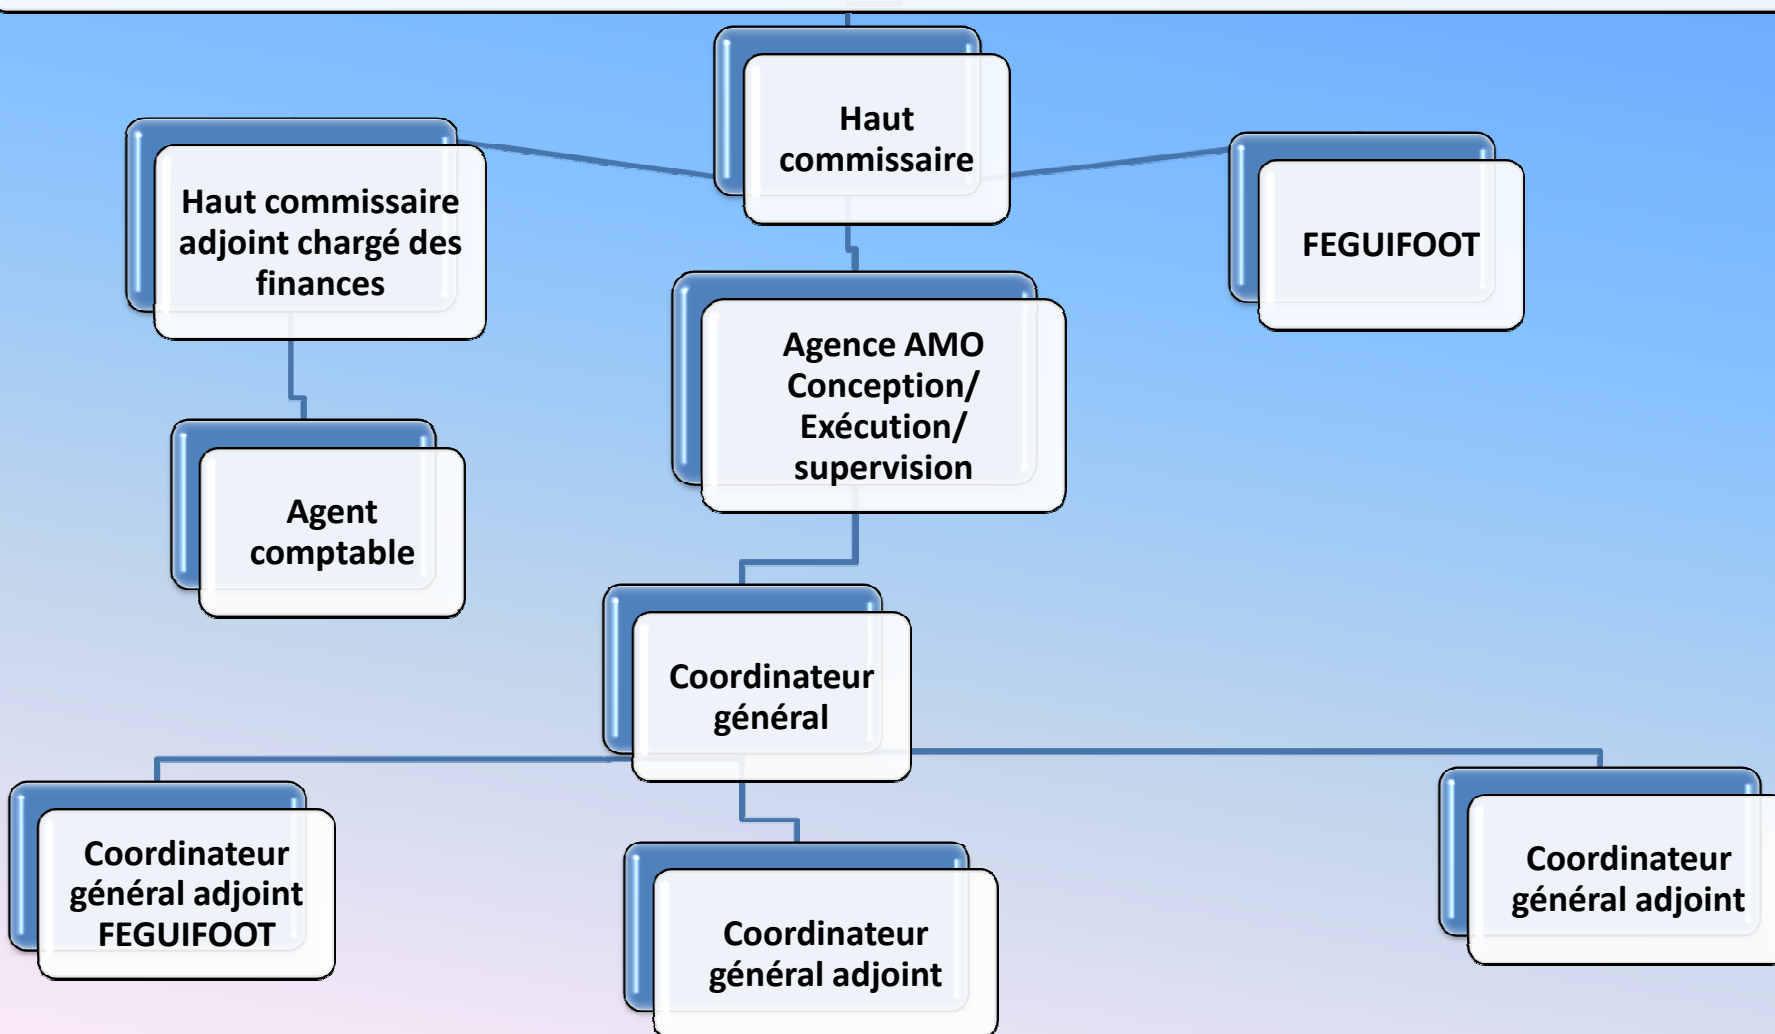 Haut
commissaire
Haut commissaire
adjoint chargé des
finances
FEGUIFOOT
Agence AMO
Conception/
Exécution/
supervision
Agent
comptable
Coordinateur
général
Coordinateur
général adjoint
FEGUIFOOT
Coordinateur
général adjoint
Coordinateur
général adjoint